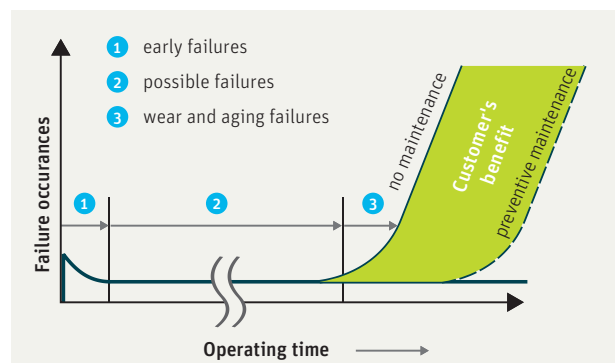 1 early failures
2 possible failures
3 wear and aging failures
Failure occurances
1
2
3
no maintenance
Customer's
benefit
preventive maintenance
Operating time